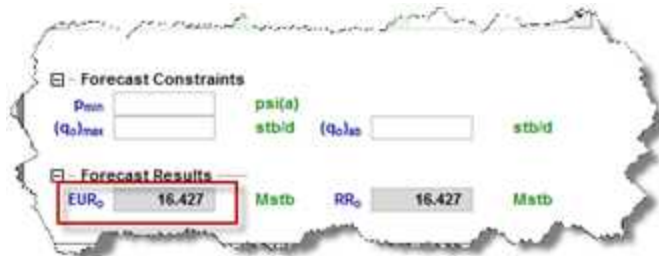 Forecast Constraints
Pmin psi(a)
(qo)max stb/d (qo)ab stb/d
Forecast Results
EURo 16.427 Mstb RRo 16.427 Mstb